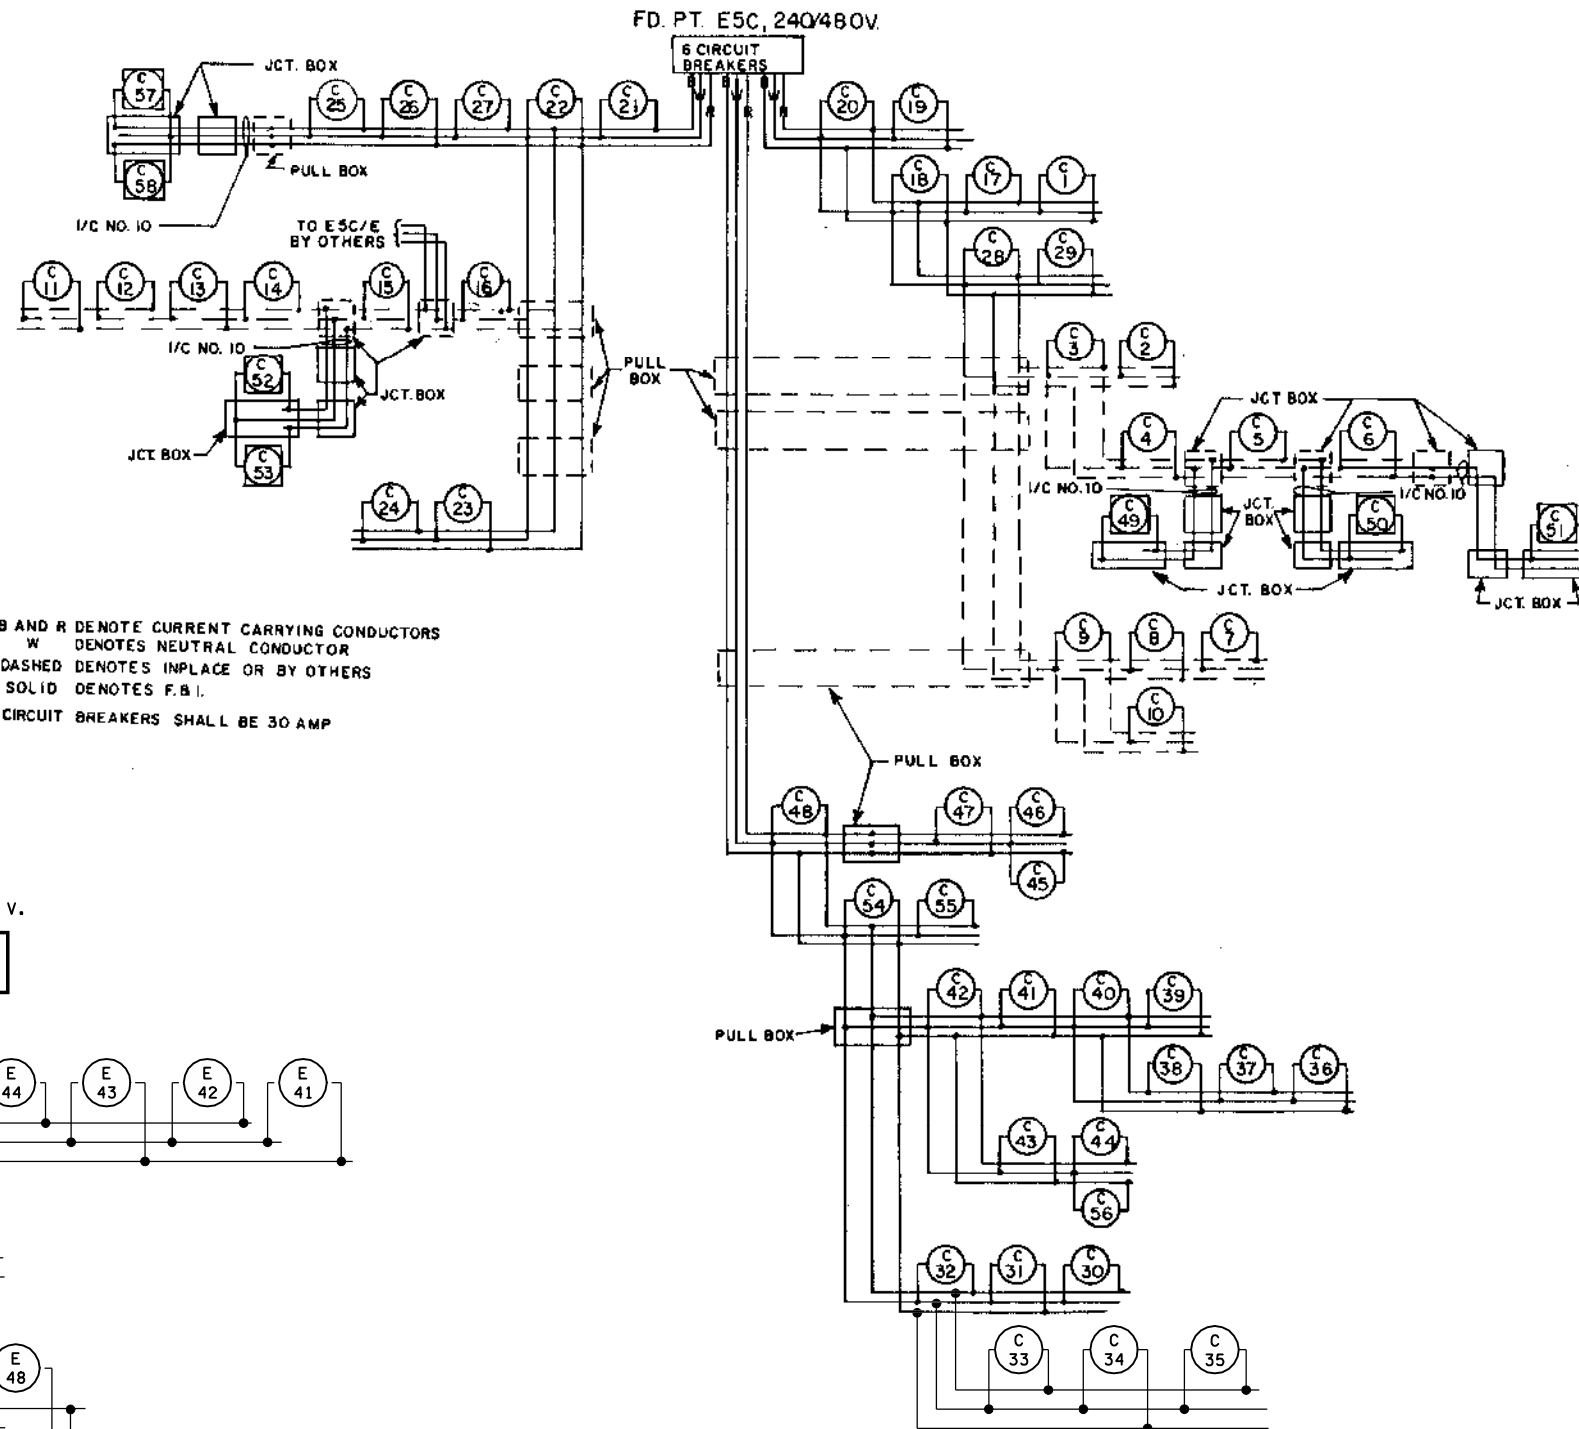 FD. PT. E5C, 240/480V.
6 CIRCUIT
BREAKERS
B W R B W R B W R
C 57
JCT. BOX
C 25
C 26
C 27
C 22
C 21
C 20
C 19
C 58
PULL BOX
C 18
C 17
C 1
1/C NO. 10
TO E5C/E
BY OTHERS
C 28
C 29
C 11
C 12
C 13
C 14
C 15
C 16
1/C NO. 10
C 52
JCT. BOX
PULL
BOX
C 3
C 2
JCT BOX
C 53
C 4
C 5
C 6
JCT BOX
1/C NO. 10
1/C NO. 10
C 24
C 23
C 49
JCT.
BOX
C 50
C 51
JCT. BOX
JCT. BOX
B AND R DENOTE CURRENT CARRYING CONDUCTORS
W DENOTES NEUTRAL CONDUCTOR
DASHED DENOTES INPLACE OR BY OTHERS
SOLID DENOTES F.& I.
CIRCUIT BREAKERS SHALL BE 30 AMP
C 9
C 8
C 7
C 10
PULL BOX
C 48
C 47
C 46
C 45
C 54
C 55
V.
C 42
C 41
C 40
C 39
PULL BOX
C 38
C 37
C 36
E 44
E 43
E 42
E 41
C 43
C 44
C 56
C 32
C 31
C 30
C 33
C 34
C 35
E 48